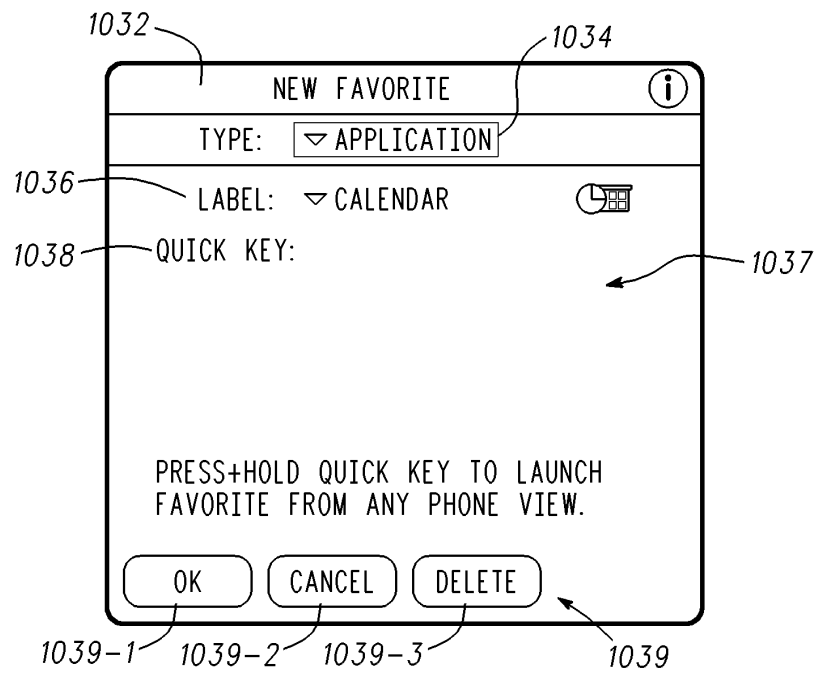 1032
1034
NEW FAVORITE i
TYPE: APPLICATION
1036
LABEL: CALENDAR
1038
QUICK KEY:
1037
PRESS+HOLD QUICK KEY TO LAUNCH
FAVORITE FROM ANY PHONE VIEW.
OK CANCEL DELETE
1039-1 1039-2 1039-3 1039